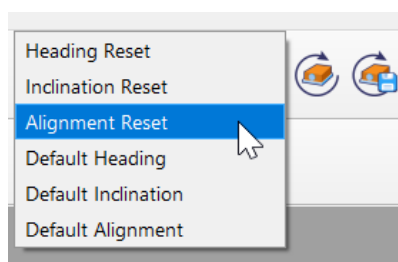 Heading Reset
Inclination Reset
Alignment Reset
Default Heading
Default Inclination
Default Alignment